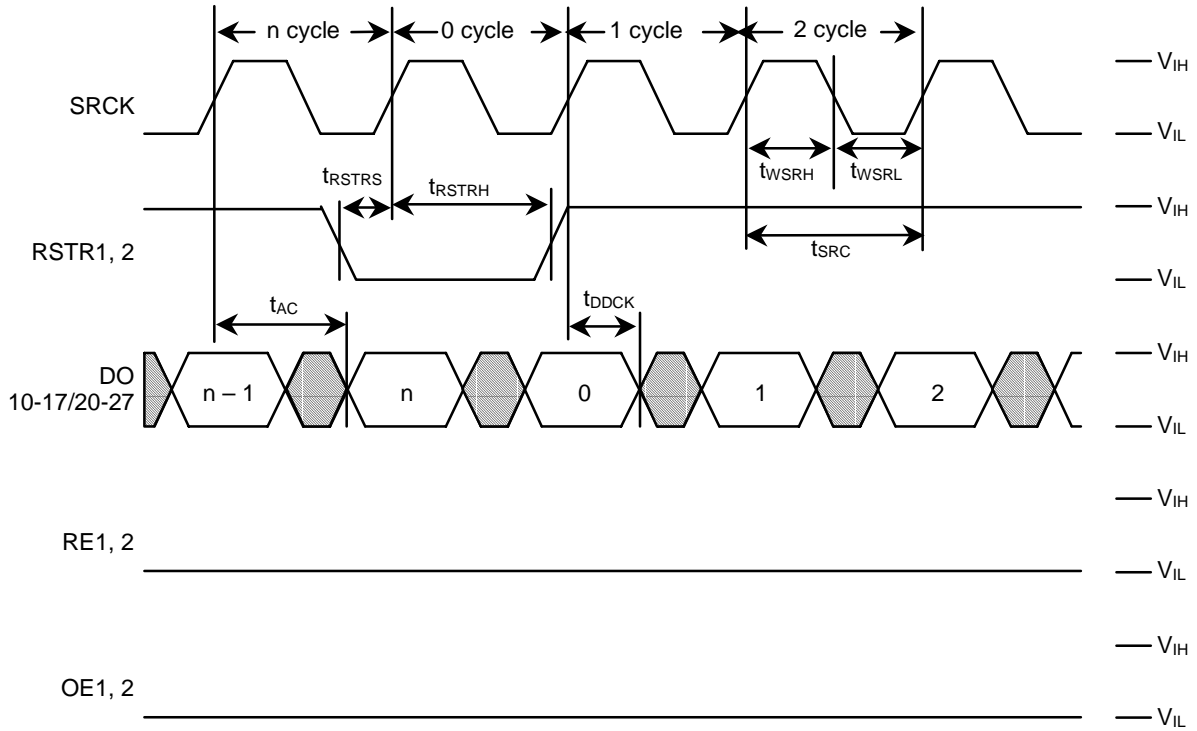 n cycle 0 cycle 1 cycle 2 cycle
VIH
SRCK
VIL
tWSRH tWSRL
tRSTRS tRSTRH
VIH
RSTR1, 2
tSRC
VIL
tAC tDDCK
VIH
DO
10-17/20-27
n – 1 n 0 1 2
VIL
VIH
RE1, 2
VIL
VIH
OE1, 2
VIL